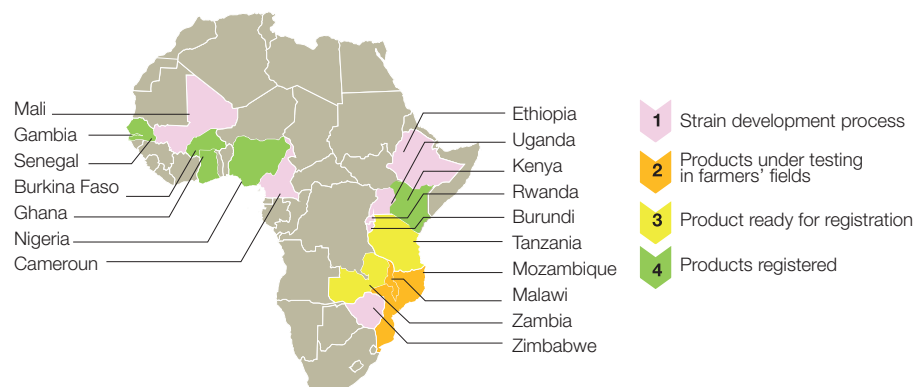 Mali
Gambia
Senegal
Burkina Faso
Ghana
Nigeria
Cameroun
Ethiopia
Uganda
Kenya
Rwanda
Burundi
Tanzania
Mozambique
Malawi
Zambia
Zimbabwe
1 Strain development process
2 Products under testing
in farmers' fields
3 Product ready for registration
4 Products registered